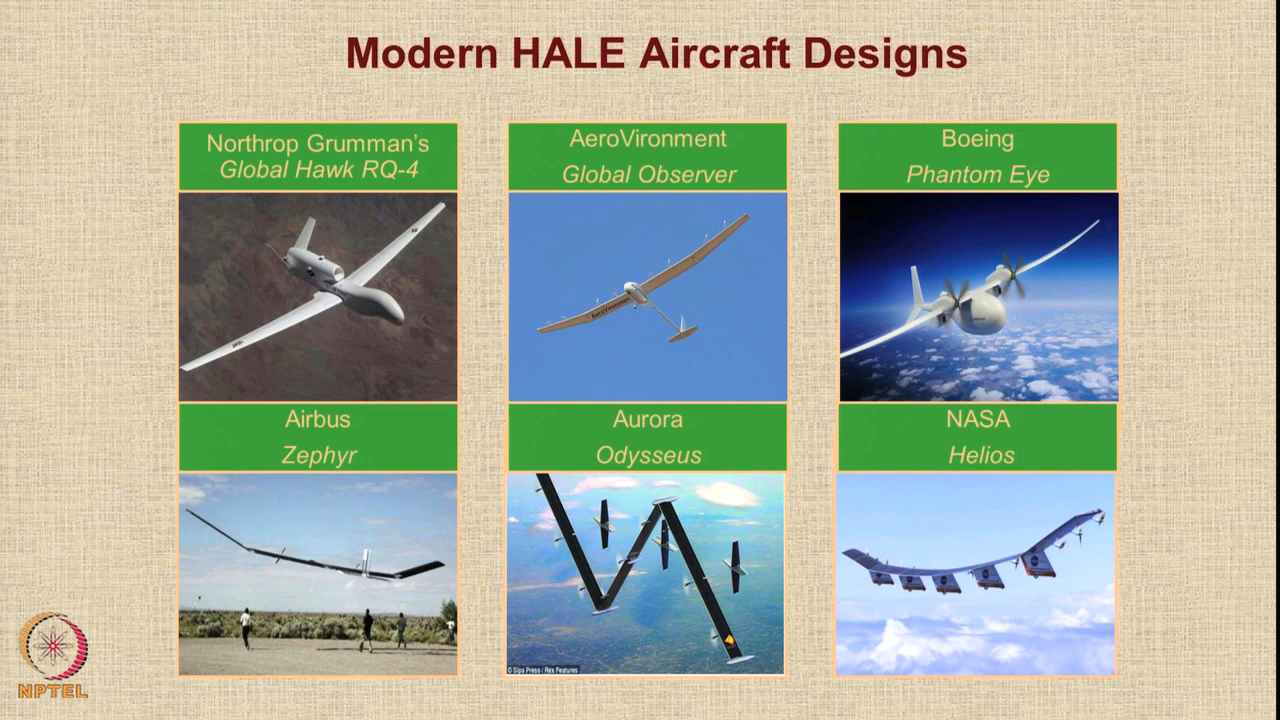 Modern HALE Aircraft Designs
Northrop Grumman’s
Global Hawk RQ-4
AeroVironment
Global Observer
Boeing
Phantom Eye
AeroVironment
Airbus
Zephyr
Aurora
Odysseus
NASA
Helios
© Sipa Press / Rex Features
NPTEL